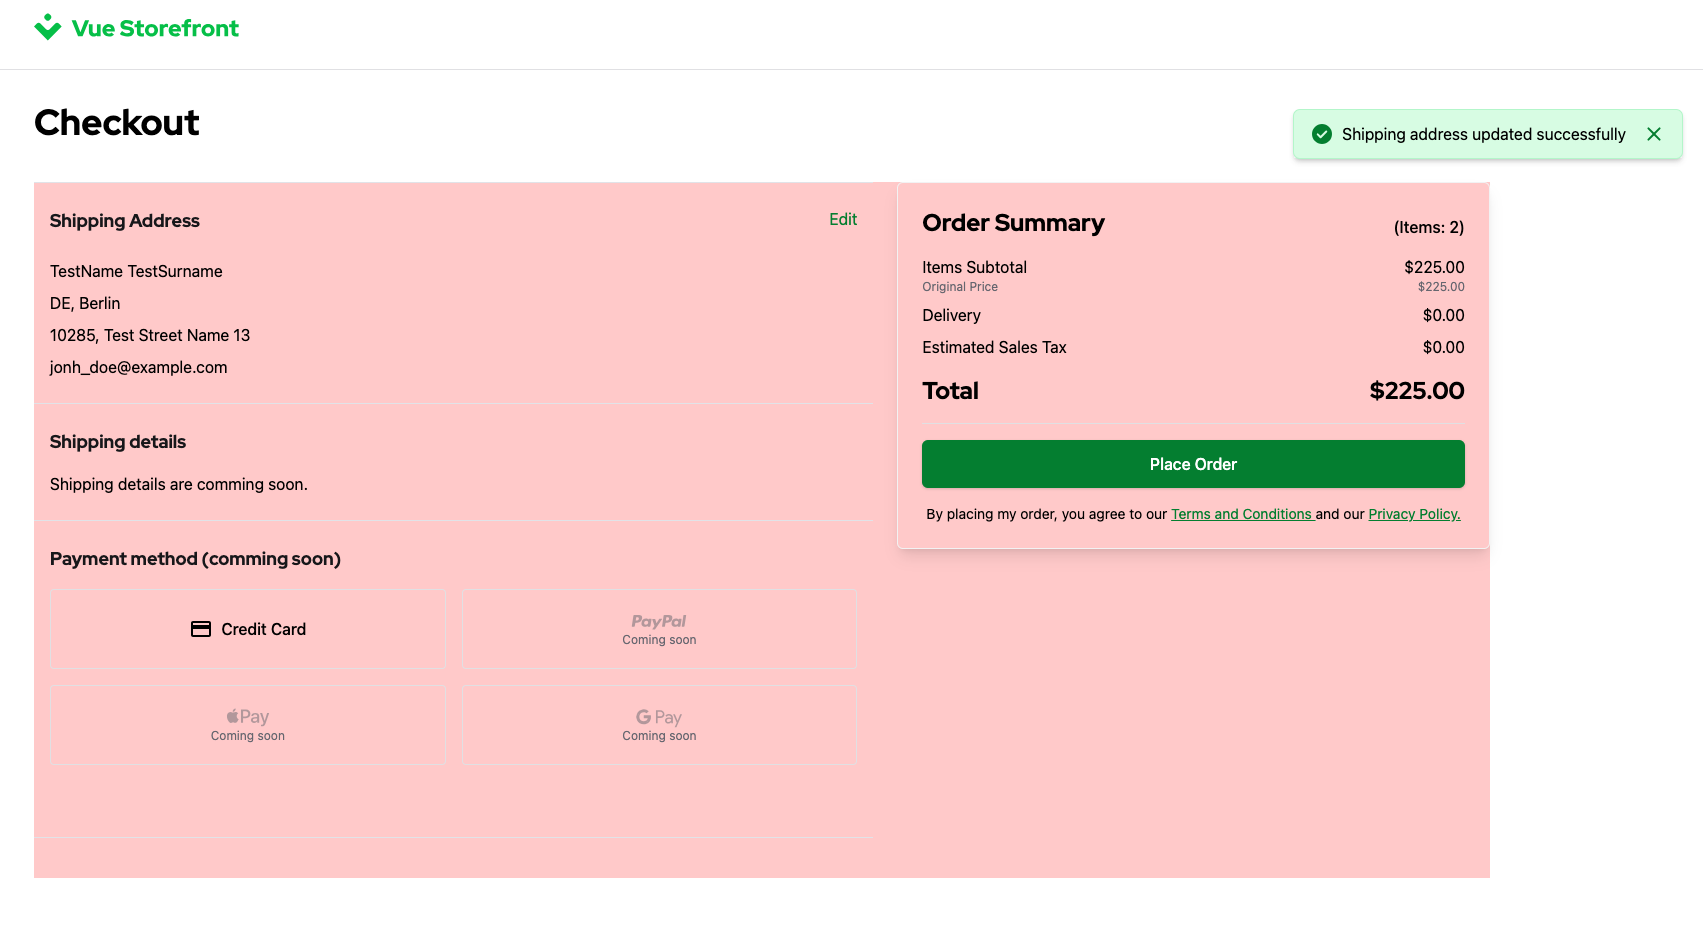 Vue Storefront
Checkout
Shipping address updated successfully
Shipping Address
Edit
TestName TestSurname
DE, Berlin
10285, Test Street Name 13
jonh_doe@example.com
Shipping details
Shipping details are comming soon.
Payment method (comming soon)
Credit Card
PayPal
Coming soon
Pay
Coming soon
G Pay
Coming soon
Order Summary
(Items: 2)
Items Subtotal
$225.00
Original Price
$225.00
Delivery
$0.00
Estimated Sales Tax
$0.00
Total
$225.00
Place Order
By placing my order, you agree to our Terms and Conditions and our Privacy Policy.